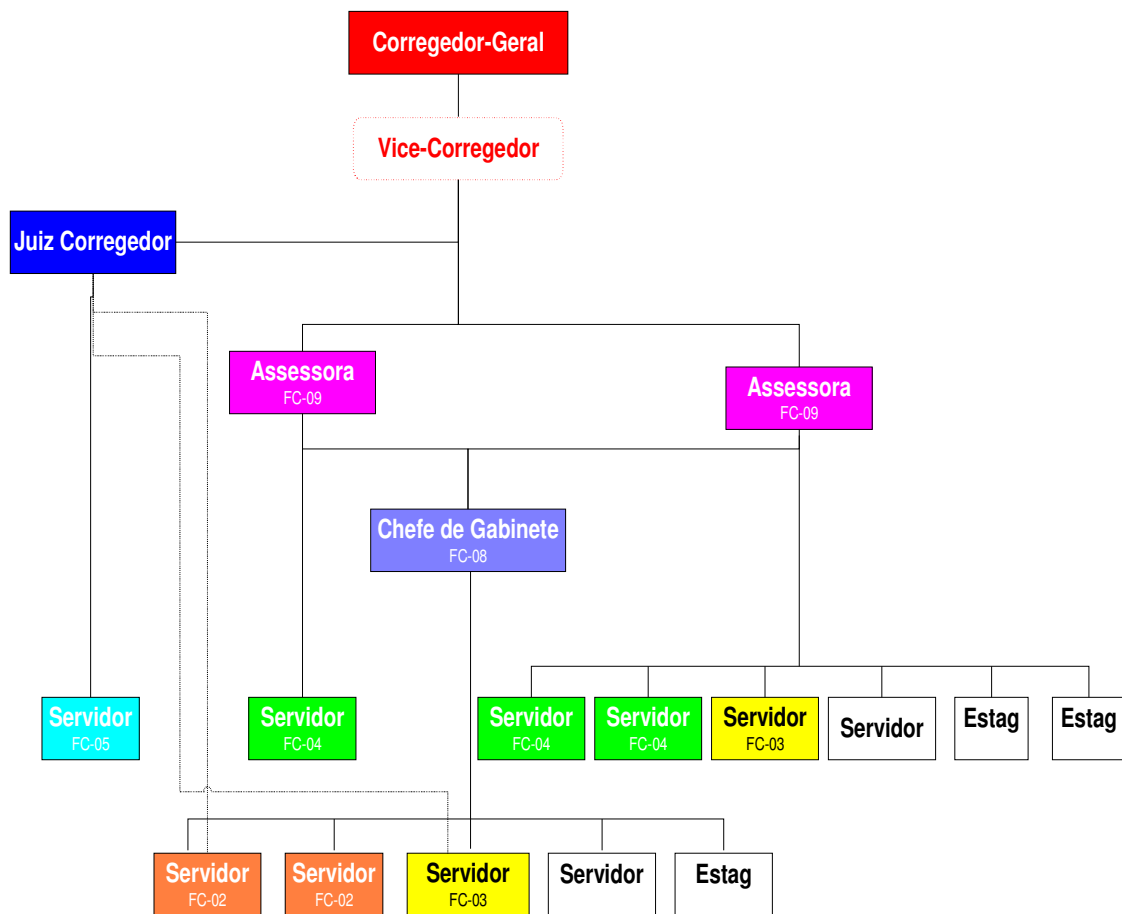 Corregedor-Geral
Vice-Corregedor
Juiz Corregedor
Assessora
FC-09
Assessora
FC-09
Chefe de Gabinete
FC-08
Servidor
FC-05
Servidor
FC-04
Servidor
FC-04
Servidor
FC-04
Servidor
FC-03
Servidor
Estag
Estag
Servidor
FC-02
Servidor
FC-02
Servidor
FC-03
Servidor
Estag